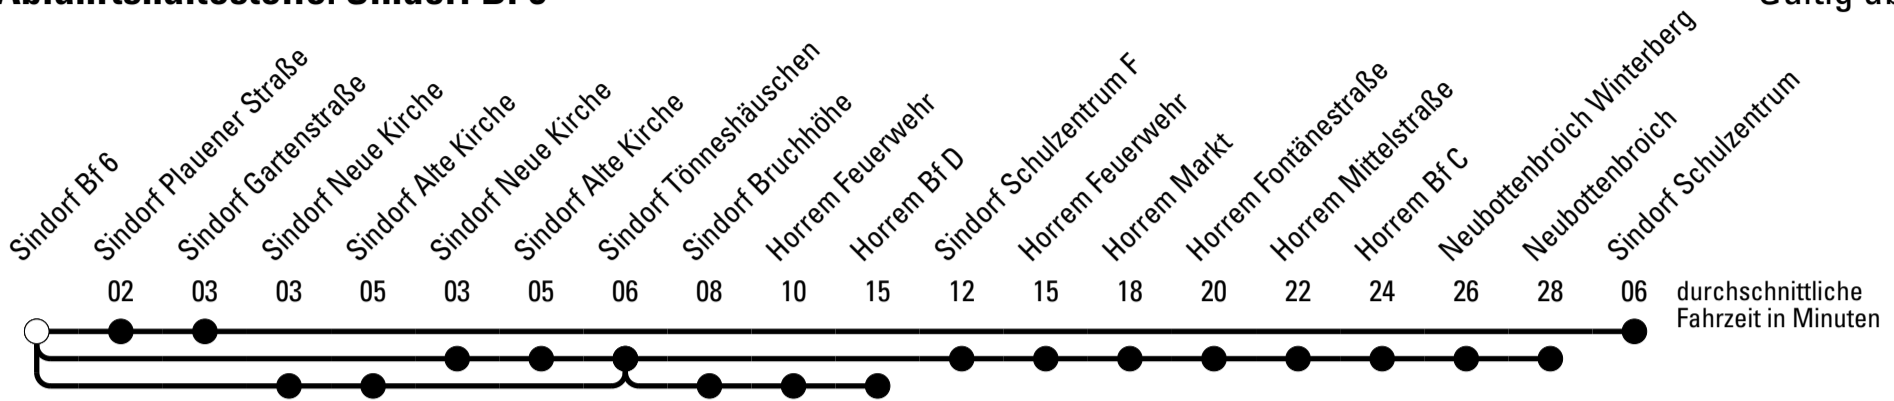 Sindorf Bf 6
Sindorf Plauener Straße
Sindorf Gartenstraße
Sindorf Neue Kirche
Sindorf Alte Kirche
Sindorf Neue Kirche
Sindorf Alte Kirche
Sindorf Tönneshäuschen
Sindorf Bruchhöhe
Horrem Feuerwehr
Horrem Bf D
Sindorf Schulzentrum F
Horrem Feuerwehr
Horrem Markt
Horrem Fontänestraße
Horrem Mittelstraße
Horrem Bf C
Neubottenbroich Winterberg
Neubottenbroich
Sindorf Schulzentrum
02 03 03 05 03 05 06 08 10 15 12 15 18 20 22 24 26 28 06 durchschnittliche
Fahrzeit in Minuten